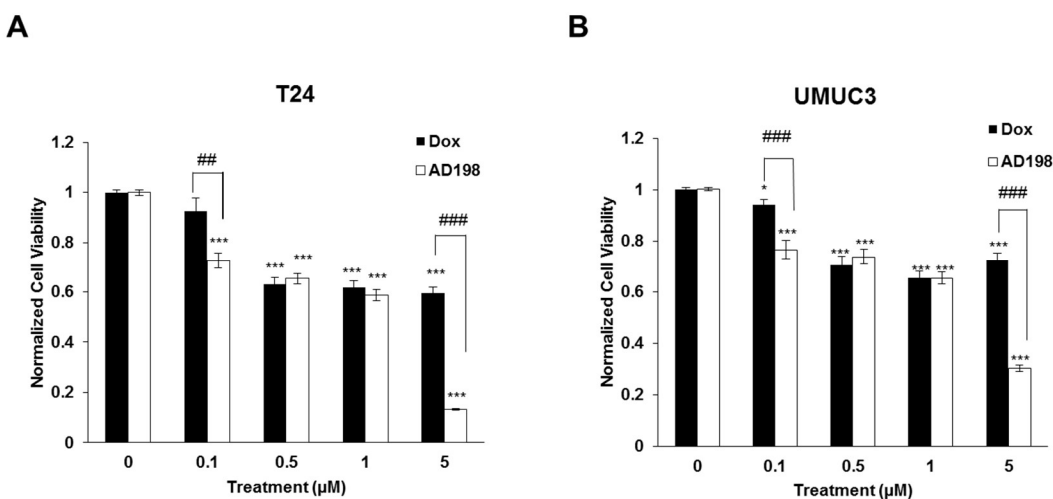 A
T24
Normalized Cell Viability
1.2
1
0.8
0.6
0.4
0.2
0
Dox
AD198
##
###
***
***
***
***
***
***
***
0 0.1 0.5 1 5
Treatment (µM)
B
UMUC3
Normalized Cell Viability
1.2
1
0.8
0.6
0.4
0.2
0
Dox
AD198
###
###
*
***
***
***
***
***
***
***
0 0.1 0.5 1 5
Treatment (µM)